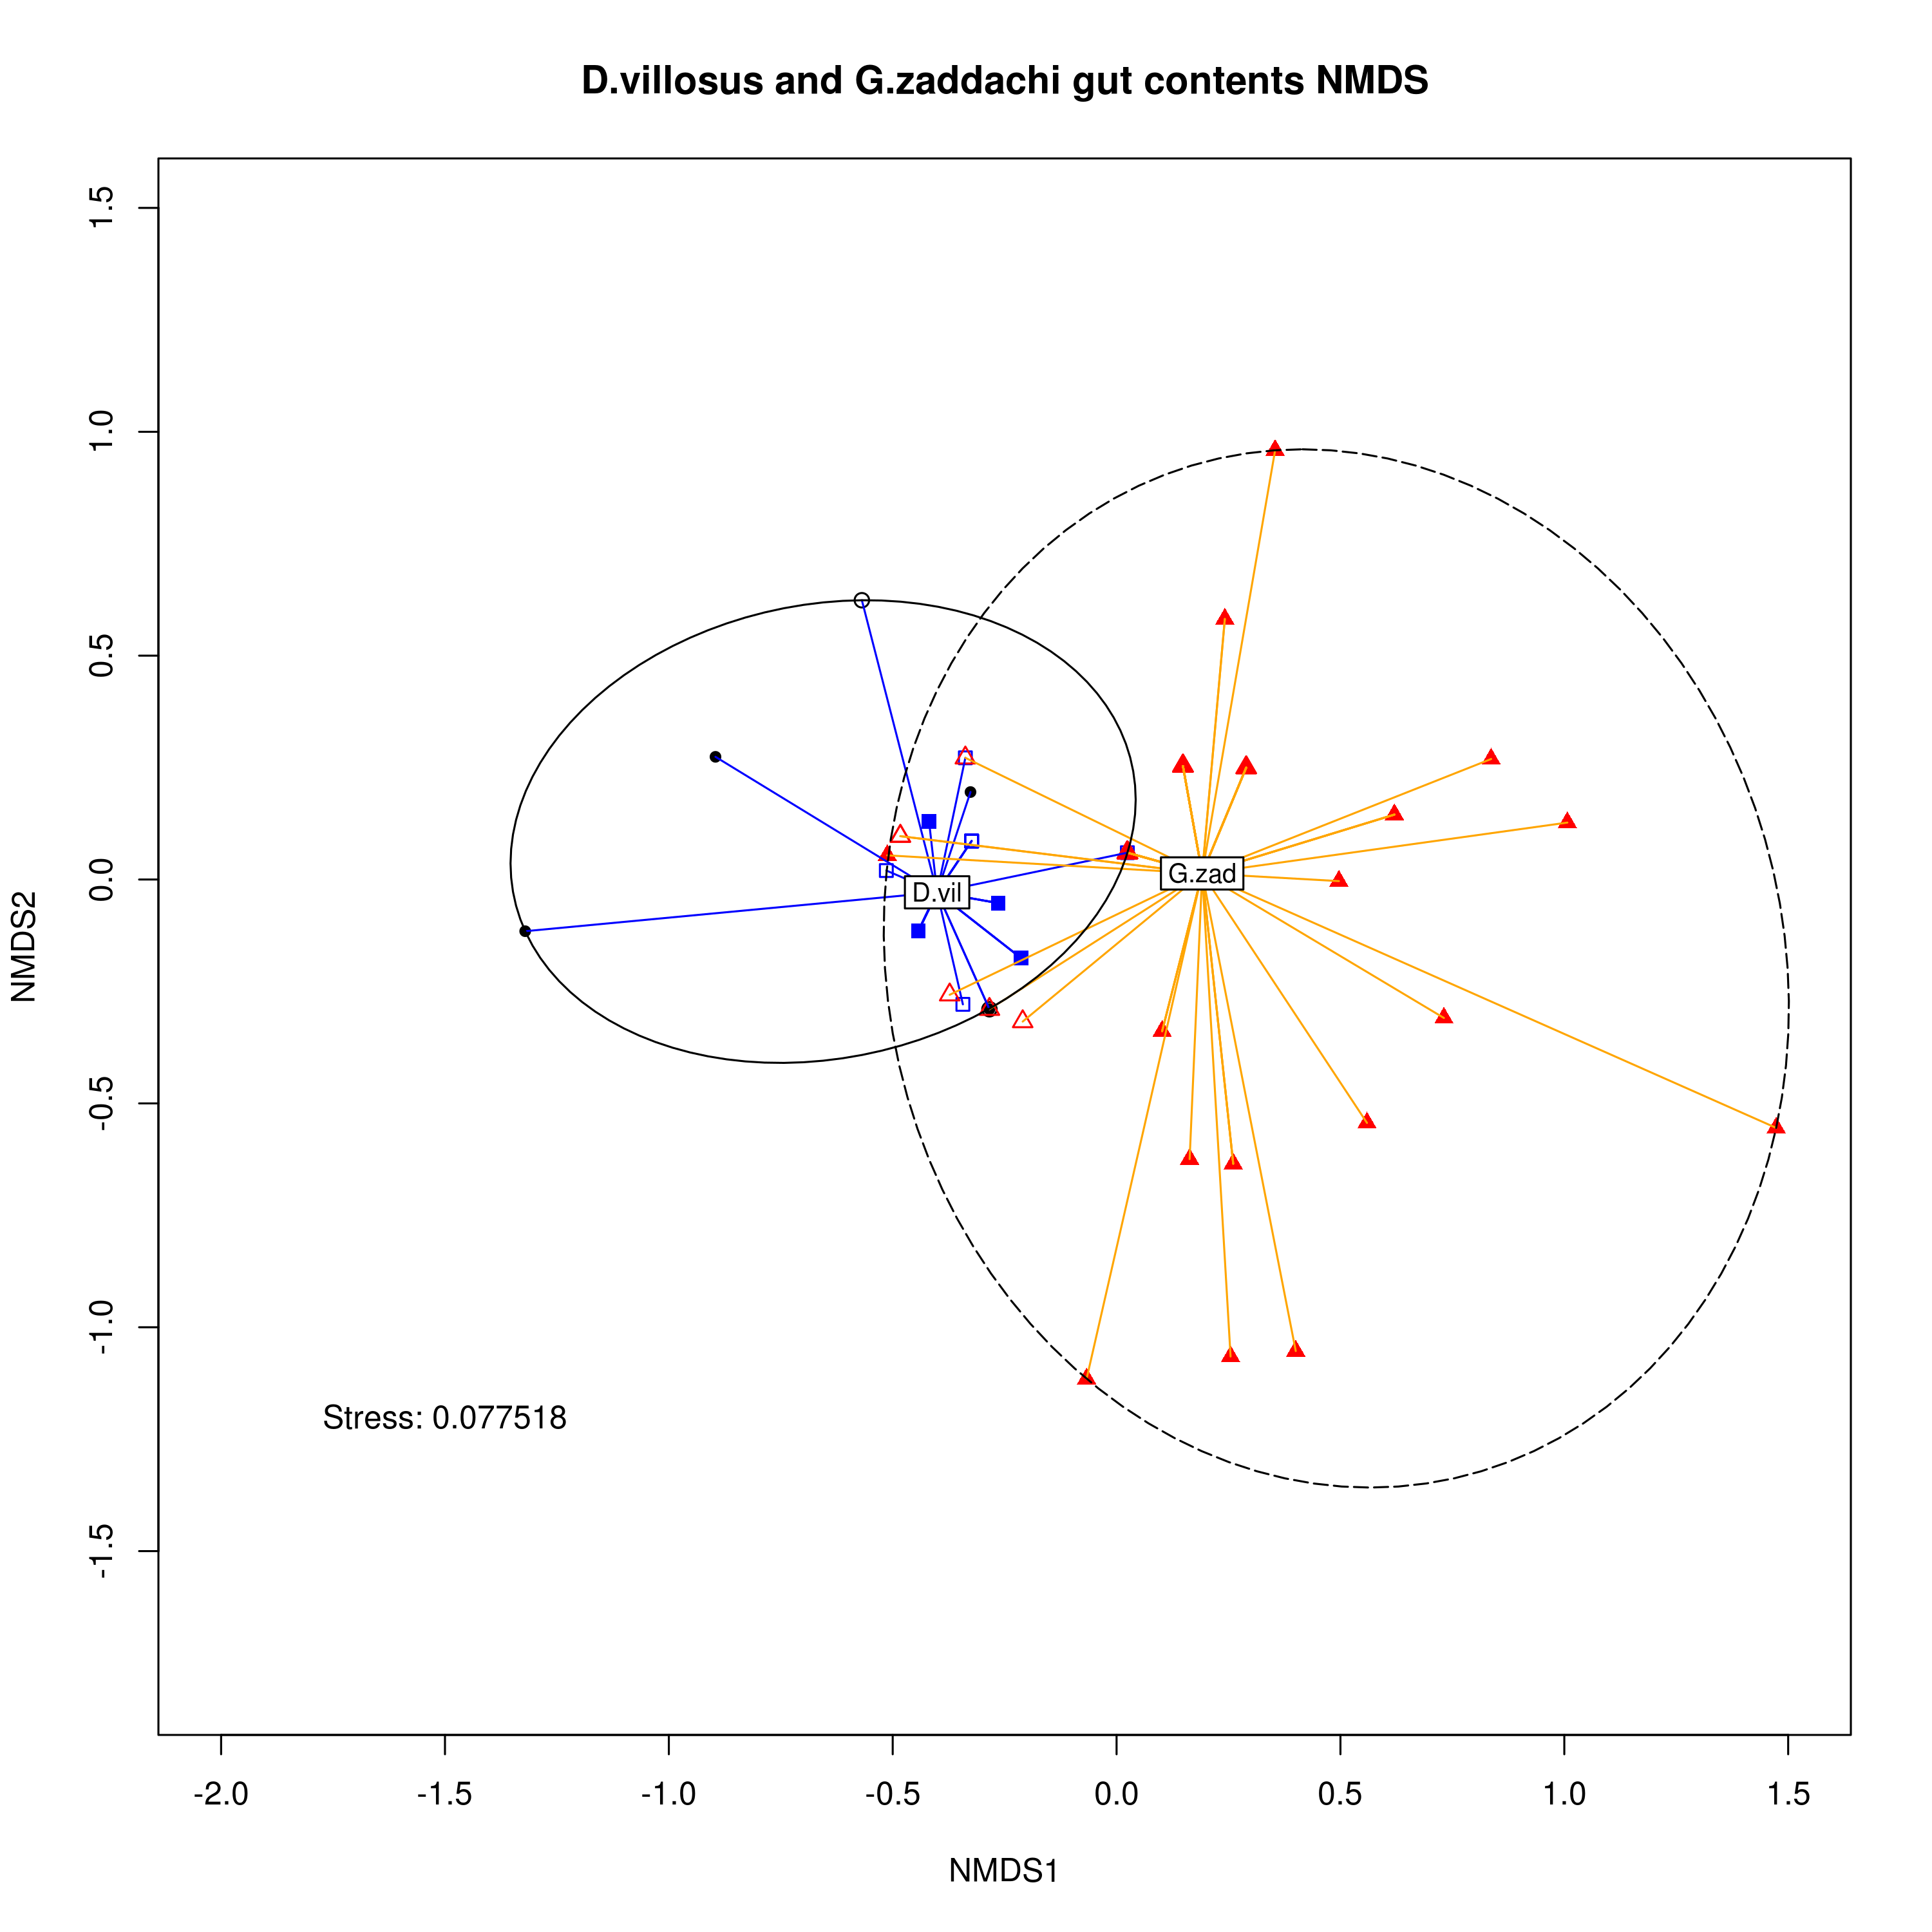 D.villosus and G.zaddachi gut contents NMDS
1.5
1.0
0.5
0.0
-0.5
-1.0
-1.5
NMDS2
D.vil
G.zad
Stress: 0.077518
-2.0 -1.5 -1.0 -0.5 0.0 0.5 1.0 1.5
NMDS1